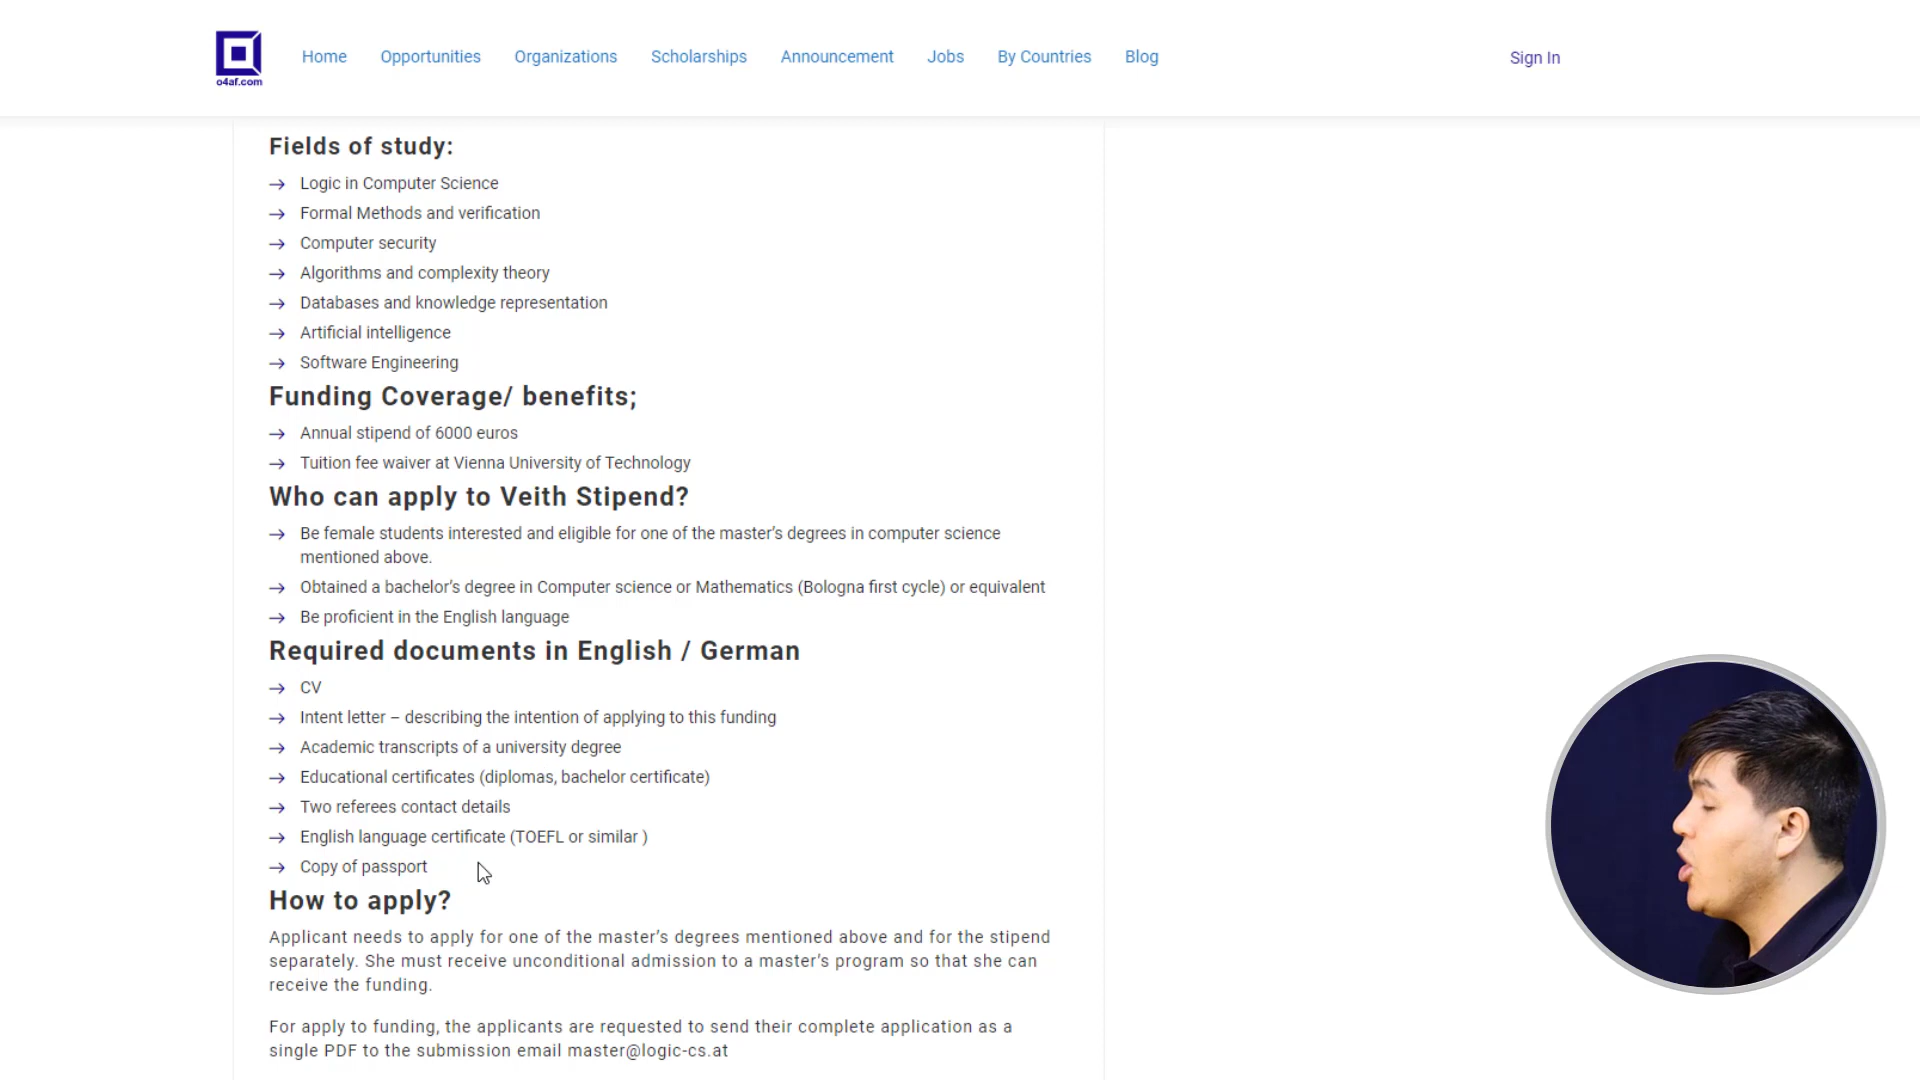 o4af.com
Home
Opportunities
Organizations
Scholarships
Announcement
Jobs
By Countries
Blog
Sign In
Fields of study:
Logic in Computer Science
Formal Methods and verification
Computer security
Algorithms and complexity theory
Databases and knowledge representation
Artificial intelligence
Software Engineering
Funding Coverage/ benefits;
Annual stipend of 6000 euros
Tuition fee waiver at Vienna University of Technology
Who can apply to Veith Stipend?
Be female students interested and eligible for one of the master’s degrees in computer science
mentioned above.
Obtained a bachelor’s degree in Computer science or Mathematics (Bologna first cycle) or equivalent
Be proficient in the English language
Required documents in English / German
CV
Intent letter – describing the intention of applying to this funding
Academic transcripts of a university degree
Educational certificates (diplomas, bachelor certificate)
Two referees contact details
English language certificate (TOEFL or similar )
Copy of passport
How to apply?
Applicant needs to apply for one of the master’s degrees mentioned above and for the stipend
separately. She must receive unconditional admission to a master’s program so that she can
receive the funding.
For apply to funding, the applicants are requested to send their complete application as a
single PDF to the submission email master@logic-cs.at